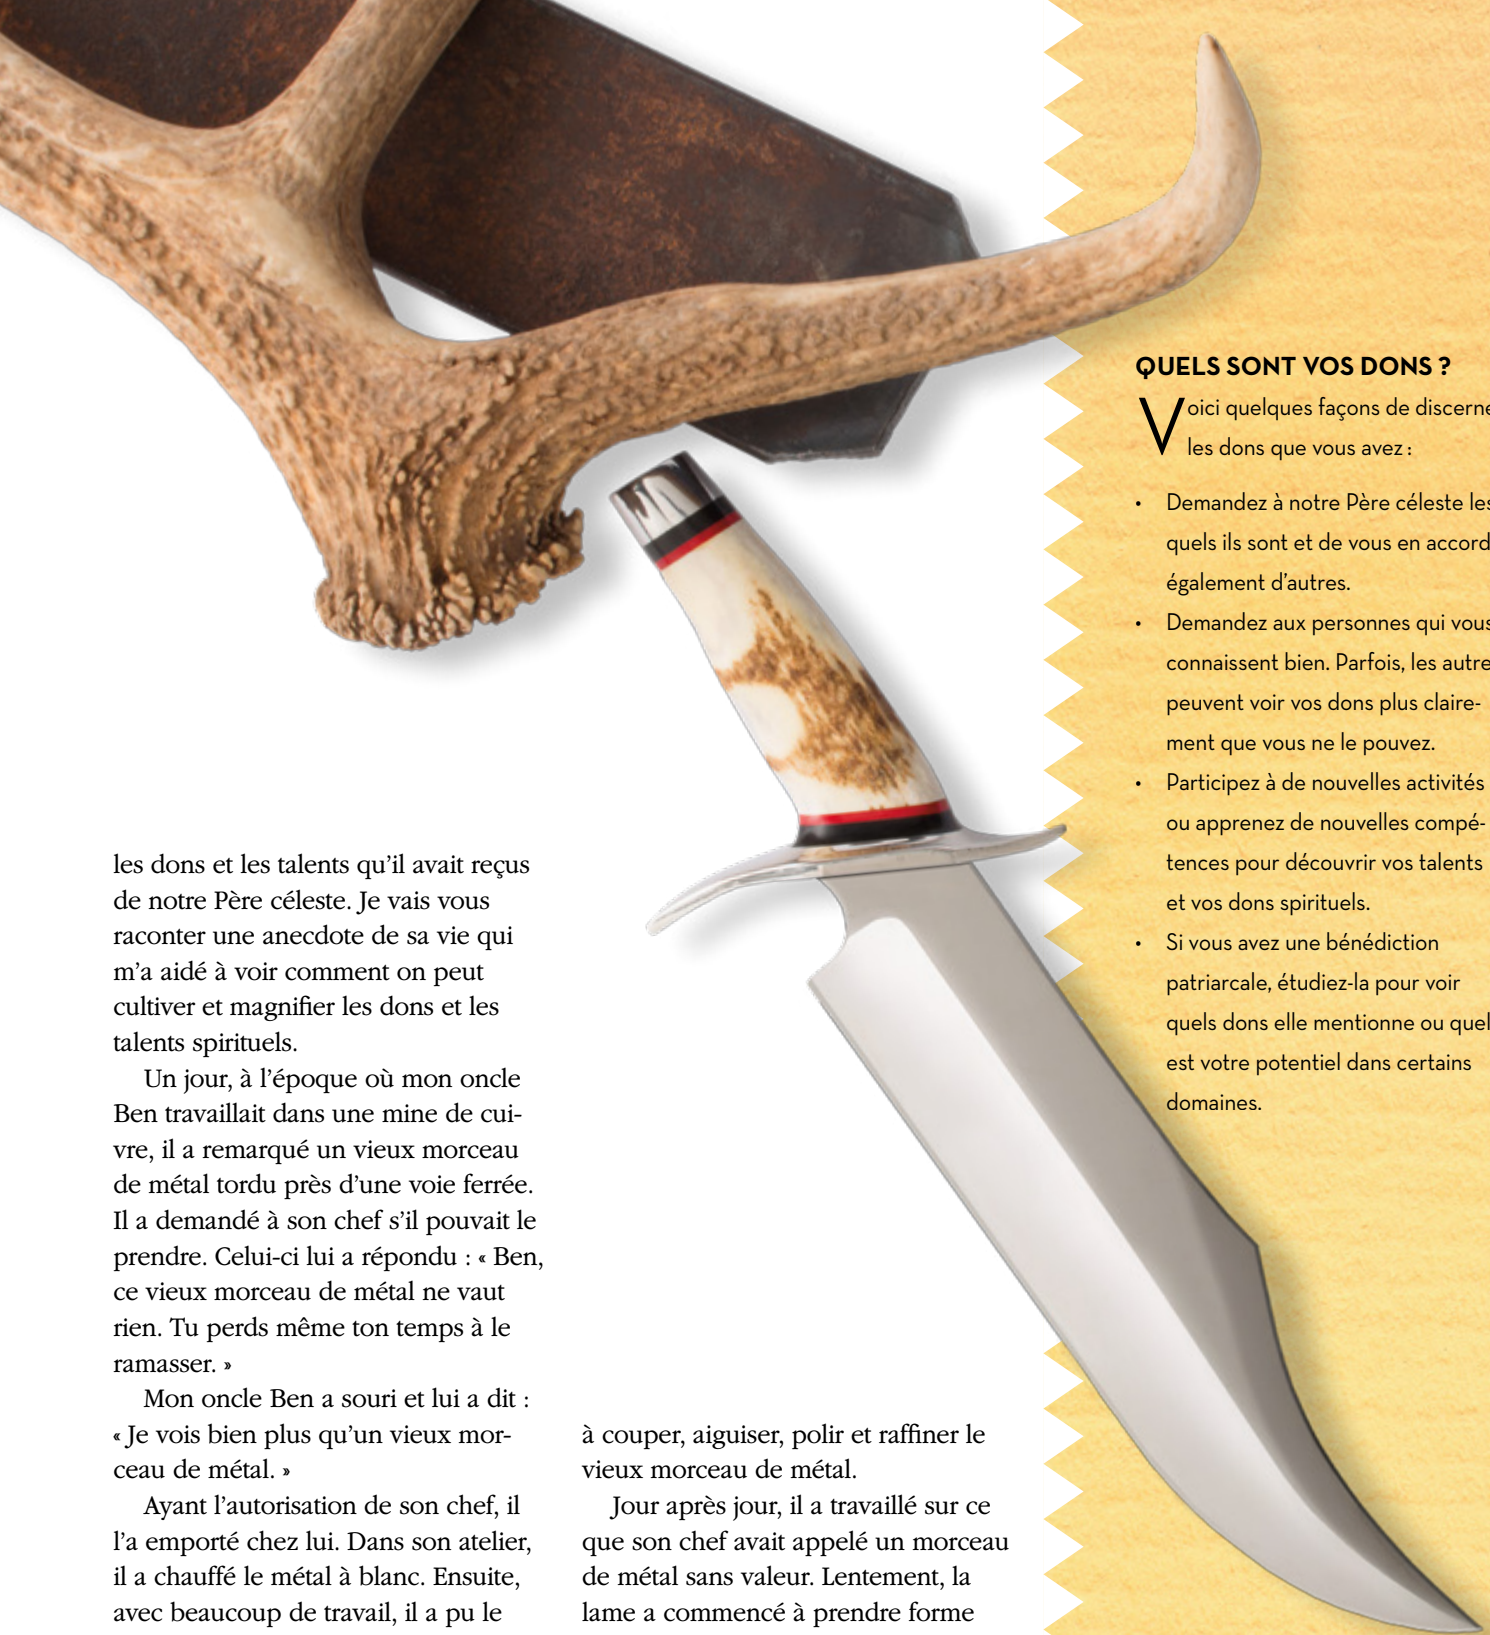 les dons et les talents qu'il avait reçus
de notre Père céleste. Je vais vous
raconter une anecdote de sa vie qui
m'a aidé à voir comment on peut
cultiver et magnifier les dons et les
talents spirituels.
Un jour, à l'époque où mon oncle
Ben travaillait dans une mine de cui-
vre, il a remarqué un vieux morceau
de métal tordu près d'une voie ferrée.
Il a demandé à son chef s'il pouvait le
prendre. Celui-ci lui a répondu : « Ben,
ce vieux morceau de métal ne vaut
rien. Tu perds même ton temps à le
ramasser. »
Mon oncle Ben a souri et lui a dit :
« Je vois bien plus qu'un vieux mor-
ceau de métal. »
Ayant l'autorisation de son chef, il
l'a emporté chez lui. Dans son atelier,
il a chauffé le métal à blanc. Ensuite,
avec beaucoup de travail, il a pu le
à couper, aiguiser, polir et raffiner le
vieux morceau de métal.
Jour après jour, il a travaillé sur ce
que son chef avait appelé un morceau
de métal sans valeur. Lentement, la
lame a commencé à prendre forme
QUELS SONT VOS DONS ?
Voici quelques façons de discerne
les dons que vous avez :
• Demandez à notre Père céleste les
quels ils sont et de vous en accord
également d'autres.
• Demandez aux personnes qui vous
connaissent bien. Parfois, les autre
peuvent voir vos dons plus claire-
ment que vous ne le pouvez.
• Participez à de nouvelles activités
ou apprenez de nouvelles compé-
tences pour découvrir vos talents
et vos dons spirituels.
• Si vous avez une bénédiction
patriarcale, étudiez-la pour voir
quels dons elle mentionne ou quel
est votre potentiel dans certains
domaines.